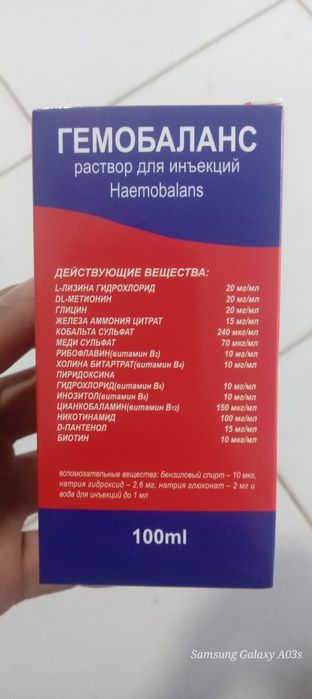 ГЕМОБАЛАНС
раствор для инъекций
Haemobalans
ДЕЙСТВУЮЩИЕ ВЕЩЕСТВА:
L-ЛИЗИНА ГИДРОХЛОРИД 20 мг/мл
DL-МЕТИОНИН 20 мг/мл
ГЛИЦИН 20 мг/мл
ЖЕЛЕЗА АММОНИЯ ЦИТРАТ 15 мг/мл
КОБАЛЬТА СУЛЬФАТ 240 мкг/мл
МЕДИ СУЛЬФАТ 70 мкг/мл
РИБОФЛАВИН(витамин В2) 10 мг/мл
ХОЛИНА БИТАРТРАТ(витамин В4) 10 мг/мл
ПИРИДОКСИНА
ГИДРОХЛОРИД(витамин В6) 10 мг/мл
ИНОЗИТОЛ(витамин В8) 10 мг/мл
ЦИАНКОБАЛАМИН(витамин В12) 150 мкг/мл
НИКОТИНАМИД 100 мг/мл
D-ПАНТЕНОЛ 15 мг/мл
БИОТИН 10 мкг/мл
вспомогательные вещества: бензиловый спирт – 10 мкг,
натрия гидроксид – 2,6 мг, натрия глюконат – 2 мг и
вода для инъекций до 1 мл
100ml
Samsung Galaxy A03s